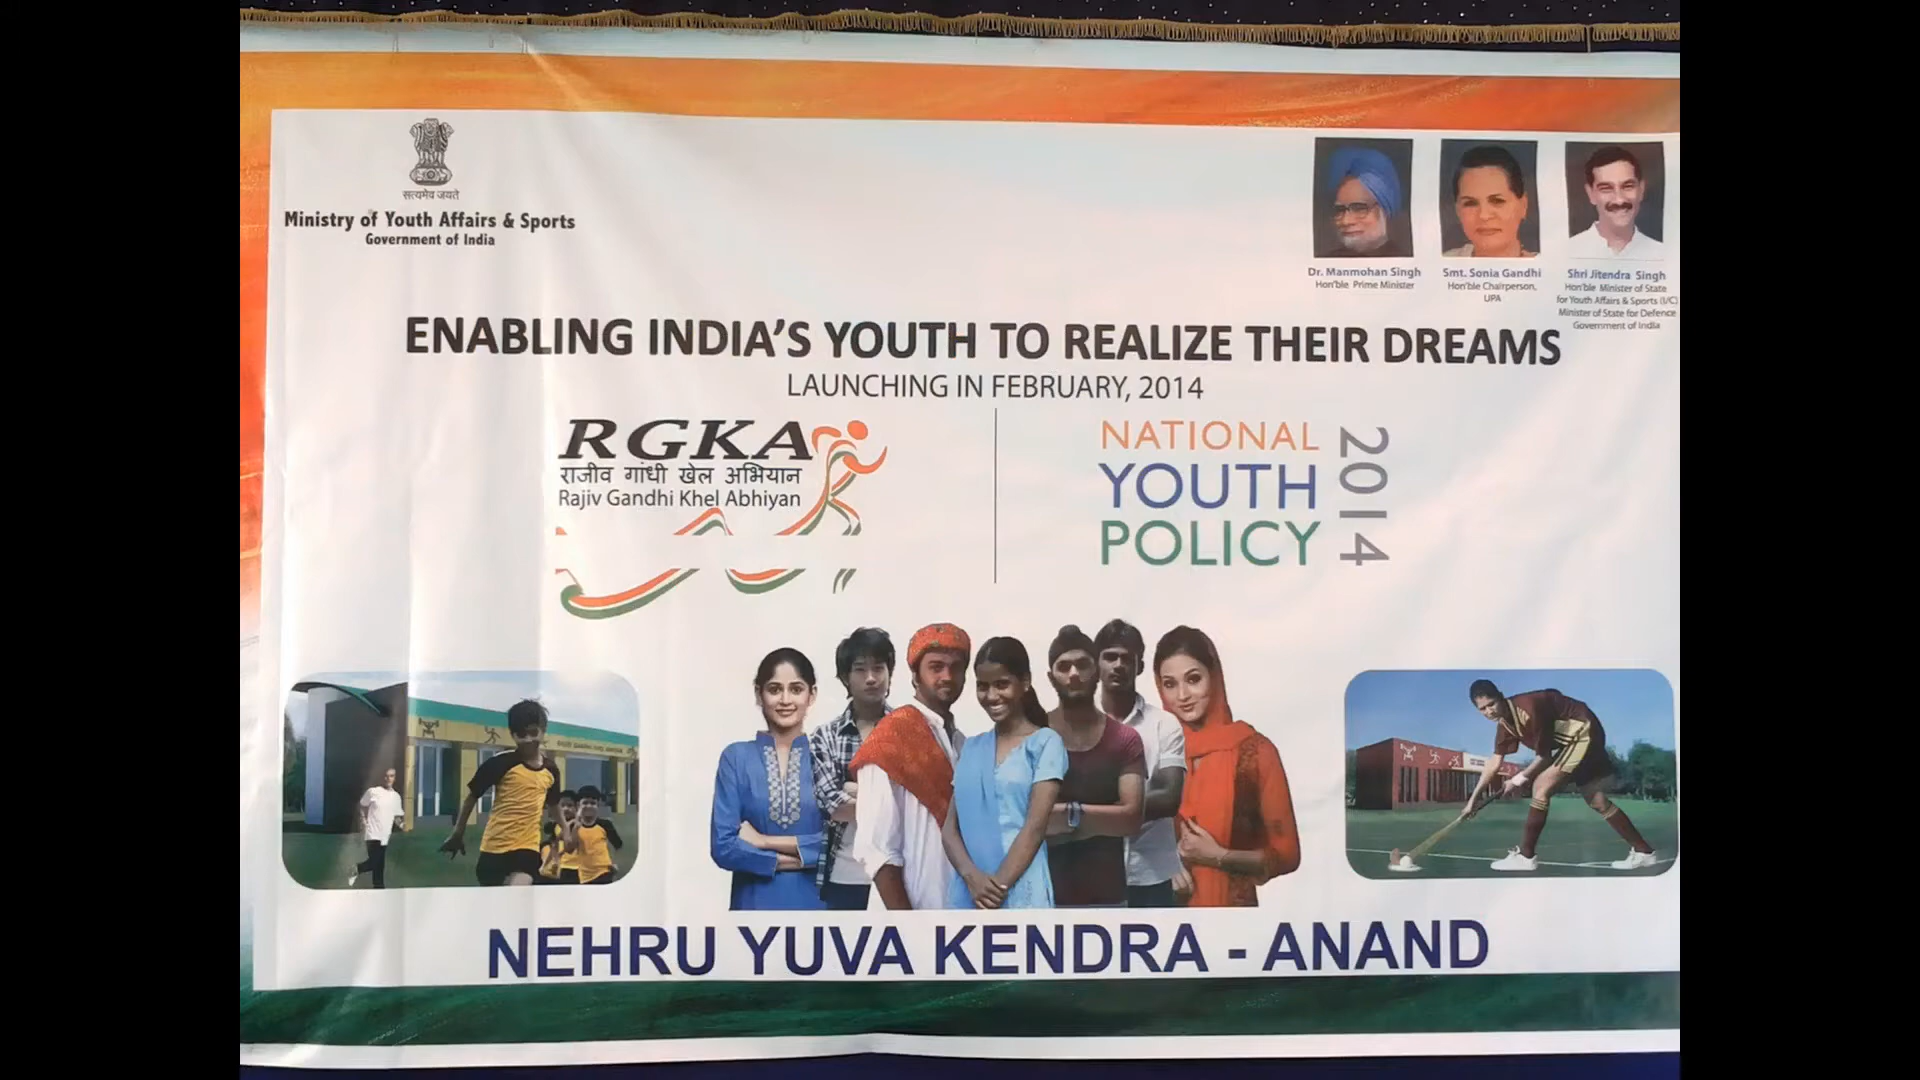 सत्यमेव जयते
Ministry of Youth Affairs & Sports
Government of India
Dr. Manmohan Singh
Hon'ble Prime Minister
Smt. Sonia Gandhi
Hon'ble Chairperson,
UPA
Shri Jitendra Singh
Hon'ble Minister of State
for Youth Affairs & Sports (I/C)
Minister of State for Defence
Government of India
ENABLING INDIA'S YOUTH TO REALIZE THEIR DREAMS
LAUNCHING IN FEBRUARY, 2014
RGKA
राजीव गांधी खेल अभियान
Rajiv Gandhi Khel Abhiyan
NATIONAL
YOUTH
POLICY
2014
NEHRU YUVA KENDRA - ANAND